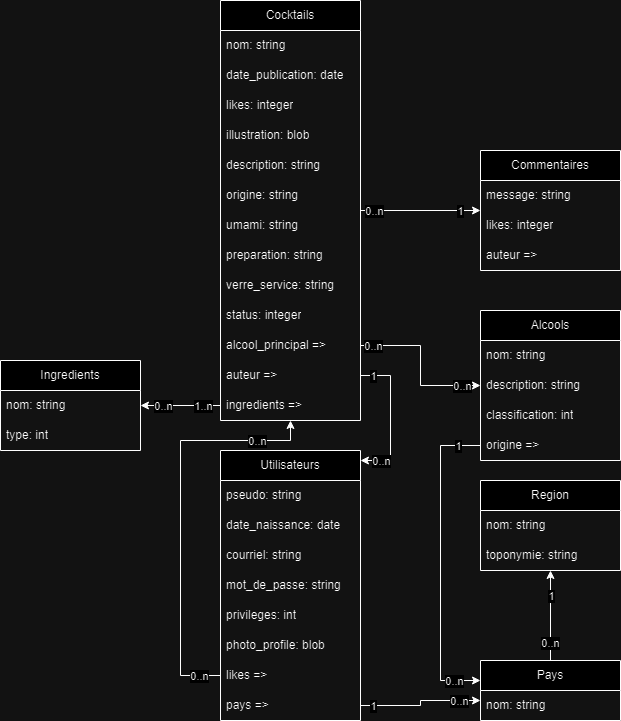 Cocktails
nom: string
date_publication: date
likes: integer
illustration: blob
description: string
origine: string
umami: string
preparation: string
verre_service: string
status: integer
alcool_principal =>
auteur =>
ingredients =>
0..n
1
Commentaires
message: string
likes: integer
auteur =>
0..n
0..n
Alcools
nom: string
description: string
classification: int
origine =>
Ingredients
nom: string
type: int
0..n
1..n
1
0..n
0..n
Utilisateurs
pseudo: string
date_naissance: date
courriel: string
mot_de_passe: string
privileges: int
photo_profile: blob
likes =>
pays =>
0..n
1
0..n
1
0..n
Region
nom: string
toponymie: string
1
0..n
Pays
nom: string